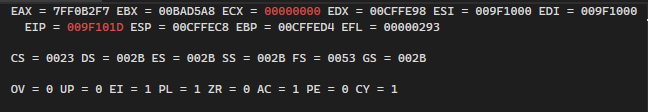 EAX = 7FF0B2F7 EBX = 00BAD5A8 ECX = 00000000 EDX = 00CFFE98 ESI = 009F1000 EDI = 009F1000
EIP = 009F101D ESP = 00CFFEC8 EBP = 00CFFED4 EFL = 00000293
CS = 0023 DS = 002B ES = 002B SS = 002B FS = 0053 GS = 002B
OV = 0 UP = 0 EI = 1 PL = 1 ZR = 0 AC = 1 PE = 0 CY = 1